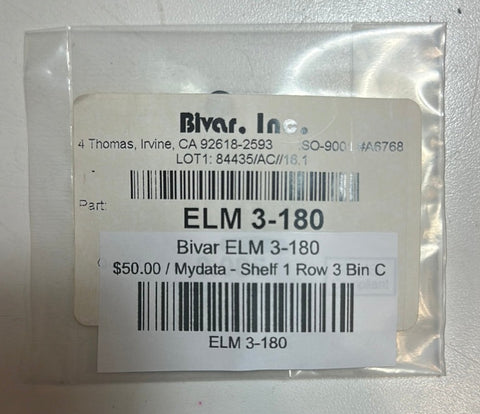 Bivar, Inc.
4 Thomas, Irvine, CA 92618-2593 ISO-9001 #A6768
LOT1: 84435/AC//16.1
Part:
ELM 3-180
Bivar ELM 3-180
$50.00 / Mydata - Shelf 1 Row 3 Bin C
ELM 3-180